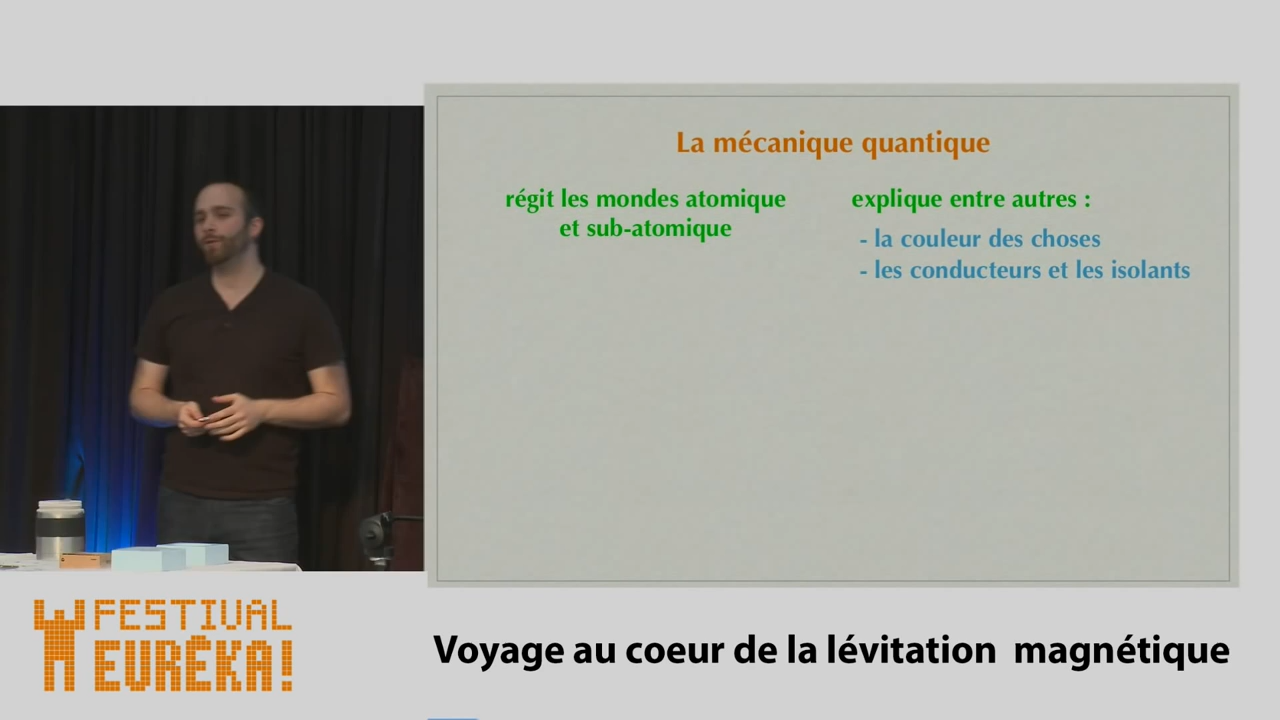 La mécanique quantique
régit les mondes atomique
et sub-atomique
explique entre autres :
- la couleur des choses
- les conducteurs et les isolants
FESTIVAL
EURÊKA!
Voyage au coeur de la lévitation magnétique